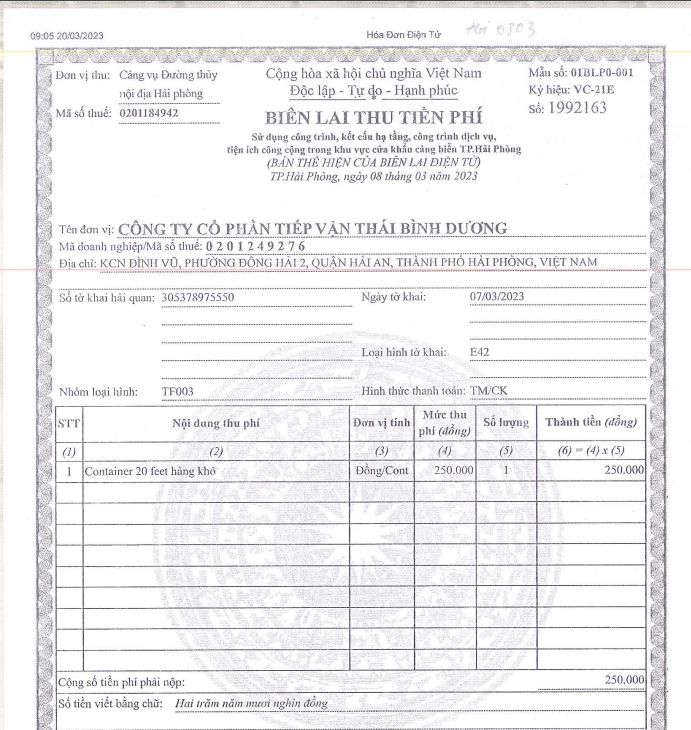 09:05 20/03/2023 Hóa Đơn Điện Tử
0303
Đơn vị thu: Cảng vụ Đường thủy nội địa Hải phòng
Mã số thuế: 0201184942
Cộng hòa xã hội chủ nghĩa Việt Nam
Độc lập - Tự do - Hạnh phúc
Mẫu số: 01BLP0-001
Ký hiệu: VC-21E
Số: 1992163
BIÊN LAI THU TIỀN PHÍ
Sử dụng công trình, kết cấu hạ tầng, công trình dịch vụ,
tiện ích công cộng trong khu vực cửa khẩu cảng biển TP.Hải Phòng
(BẢN THỂ HIỆN CỦA BIÊN LAI ĐIỆN TỬ)
TP.Hải Phòng, ngày 08 tháng 03 năm 2023
Tên đơn vị: CÔNG TY CỔ PHẦN TIẾP VẬN THÁI BÌNH DƯƠNG
Mã doanh nghiệp/Mã số thuế: 0 2 0 1 2 4 9 2 7 6
Địa chỉ: KCN ĐÌNH VŨ, PHƯỜNG ĐÔNG HẢI 2, QUẬN HẢI AN, THÀNH PHỐ HẢI PHÒNG, VIỆT NAM
Số tờ khai hải quan: 305378975550 Ngày tờ khai: 07/03/2023
Loại hình tờ khai: E42
Nhóm loại hình: TF003 Hình thức thanh toán: TM/CK
STT Nội dung thu phí Đơn vị tính Mức thu phí (đồng) Số lượng Thành tiền (đồng)
(1) (2) (3) (4) (5) (6) = (4) x (5)
1 Container 20 feet hàng khô Đồng/Cont 250.000 1 250.000
Cộng số tiền phí phải nộp: 250.000
Số tiền viết bằng chữ: Hai trăm năm mươi nghìn đồng